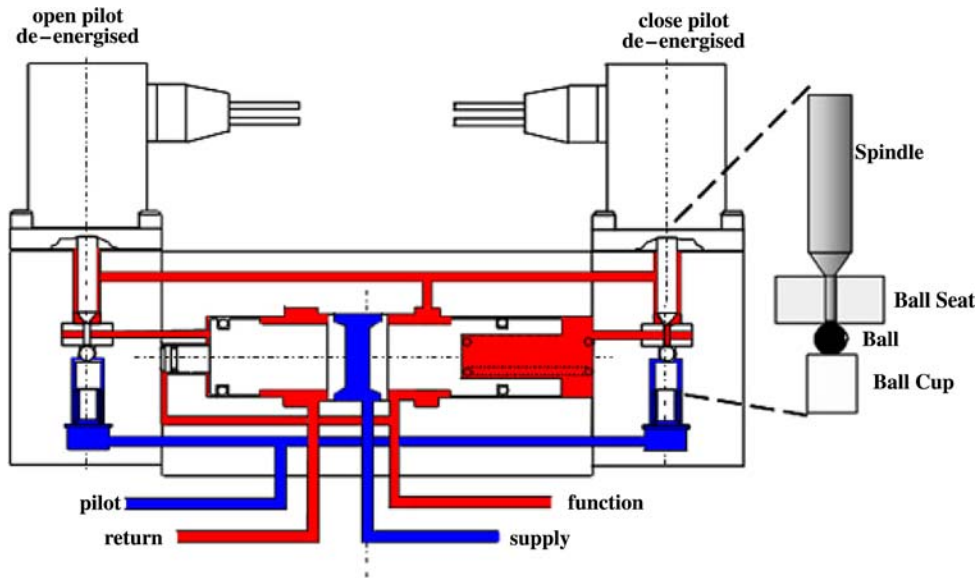 open pilot
de-energised
close pilot
de-energised
Spindle
Ball Seat
Ball
Ball Cup
pilot
function
return
supply